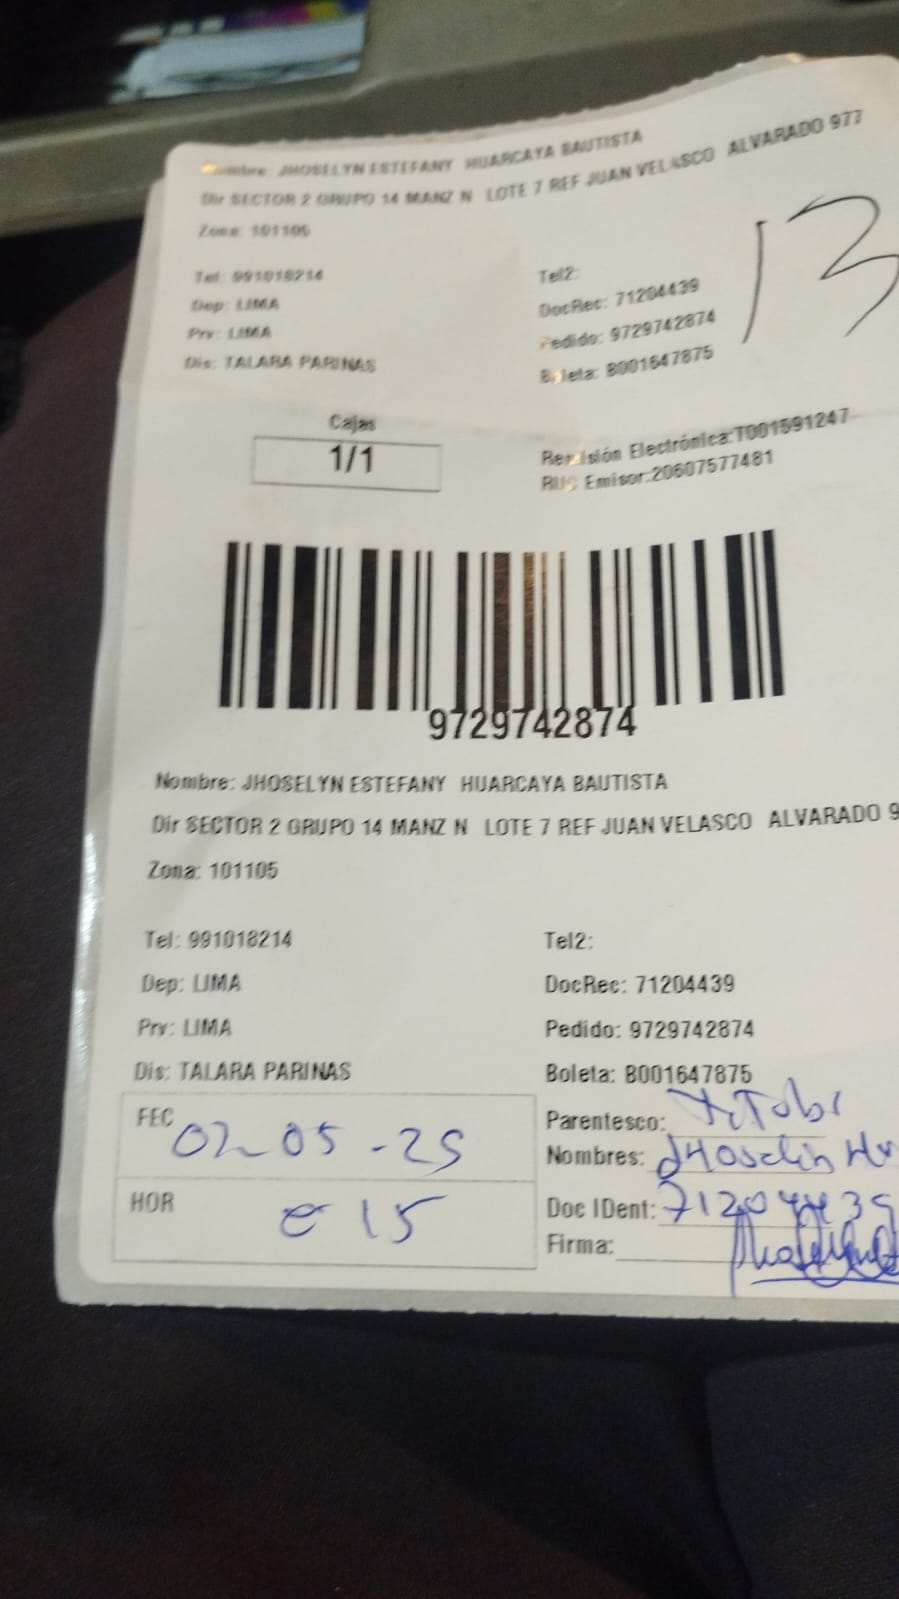 Nombre: JHOSELYN ESTEFANY HUARCAYA BAUTISTA
Dir SECTOR 2 GRUPO 14 MANZ N LOTE 7 REF JUAN VELASCO ALVARADO 977
Zona: 101105
13
Tel: 991018214 Tel2:
Dep: LIMA DocRec: 71204439
Prv: LIMA Pedido: 9729742874
Dis: TALARA PARINAS Boleta: B001647875
Cajas
1/1
Remisión Electrónica:T001591247
RUC Emisor:20607577481
9729742874
Nombre: JHOSELYN ESTEFANY HUARCAYA BAUTISTA
Dir SECTOR 2 GRUPO 14 MANZ N LOTE 7 REF JUAN VELASCO ALVARADO 9
Zona: 101105
Tel: 991018214 Tel2:
Dep: LIMA DocRec: 71204439
Prv: LIMA Pedido: 9729742874
Dis: TALARA PARINAS Boleta: B001647875
FEC 02-05-25 Parentesco:
Nombres:
HOR 15 Doc IDent: 71204439
Firma: